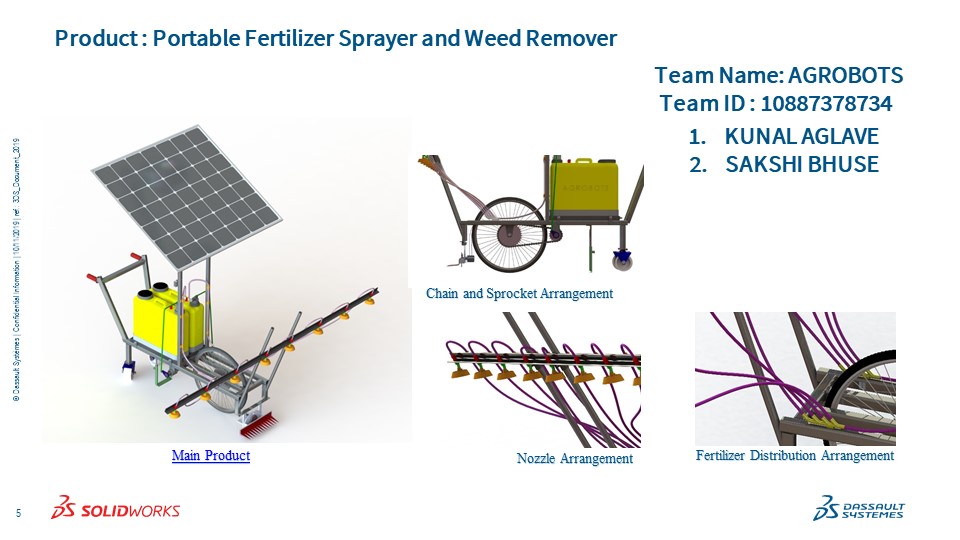 Product : Portable Fertilizer Sprayer and Weed Remover
Team Name: AGROBOTS
Team ID : 10887378734
1. KUNAL AGLAVE
2. SAKSHI BHUSE
© Dassault Systèmes | Confidential Information | 10/11/2019 | ref.: 3DS_Document_2019
AGROBOTS
Chain and Sprocket Arrangement
Main Product
Nozzle Arrangement
Fertilizer Distribution Arrangement
5
SOLIDWORKS
DASSAULT
SYSTEMES